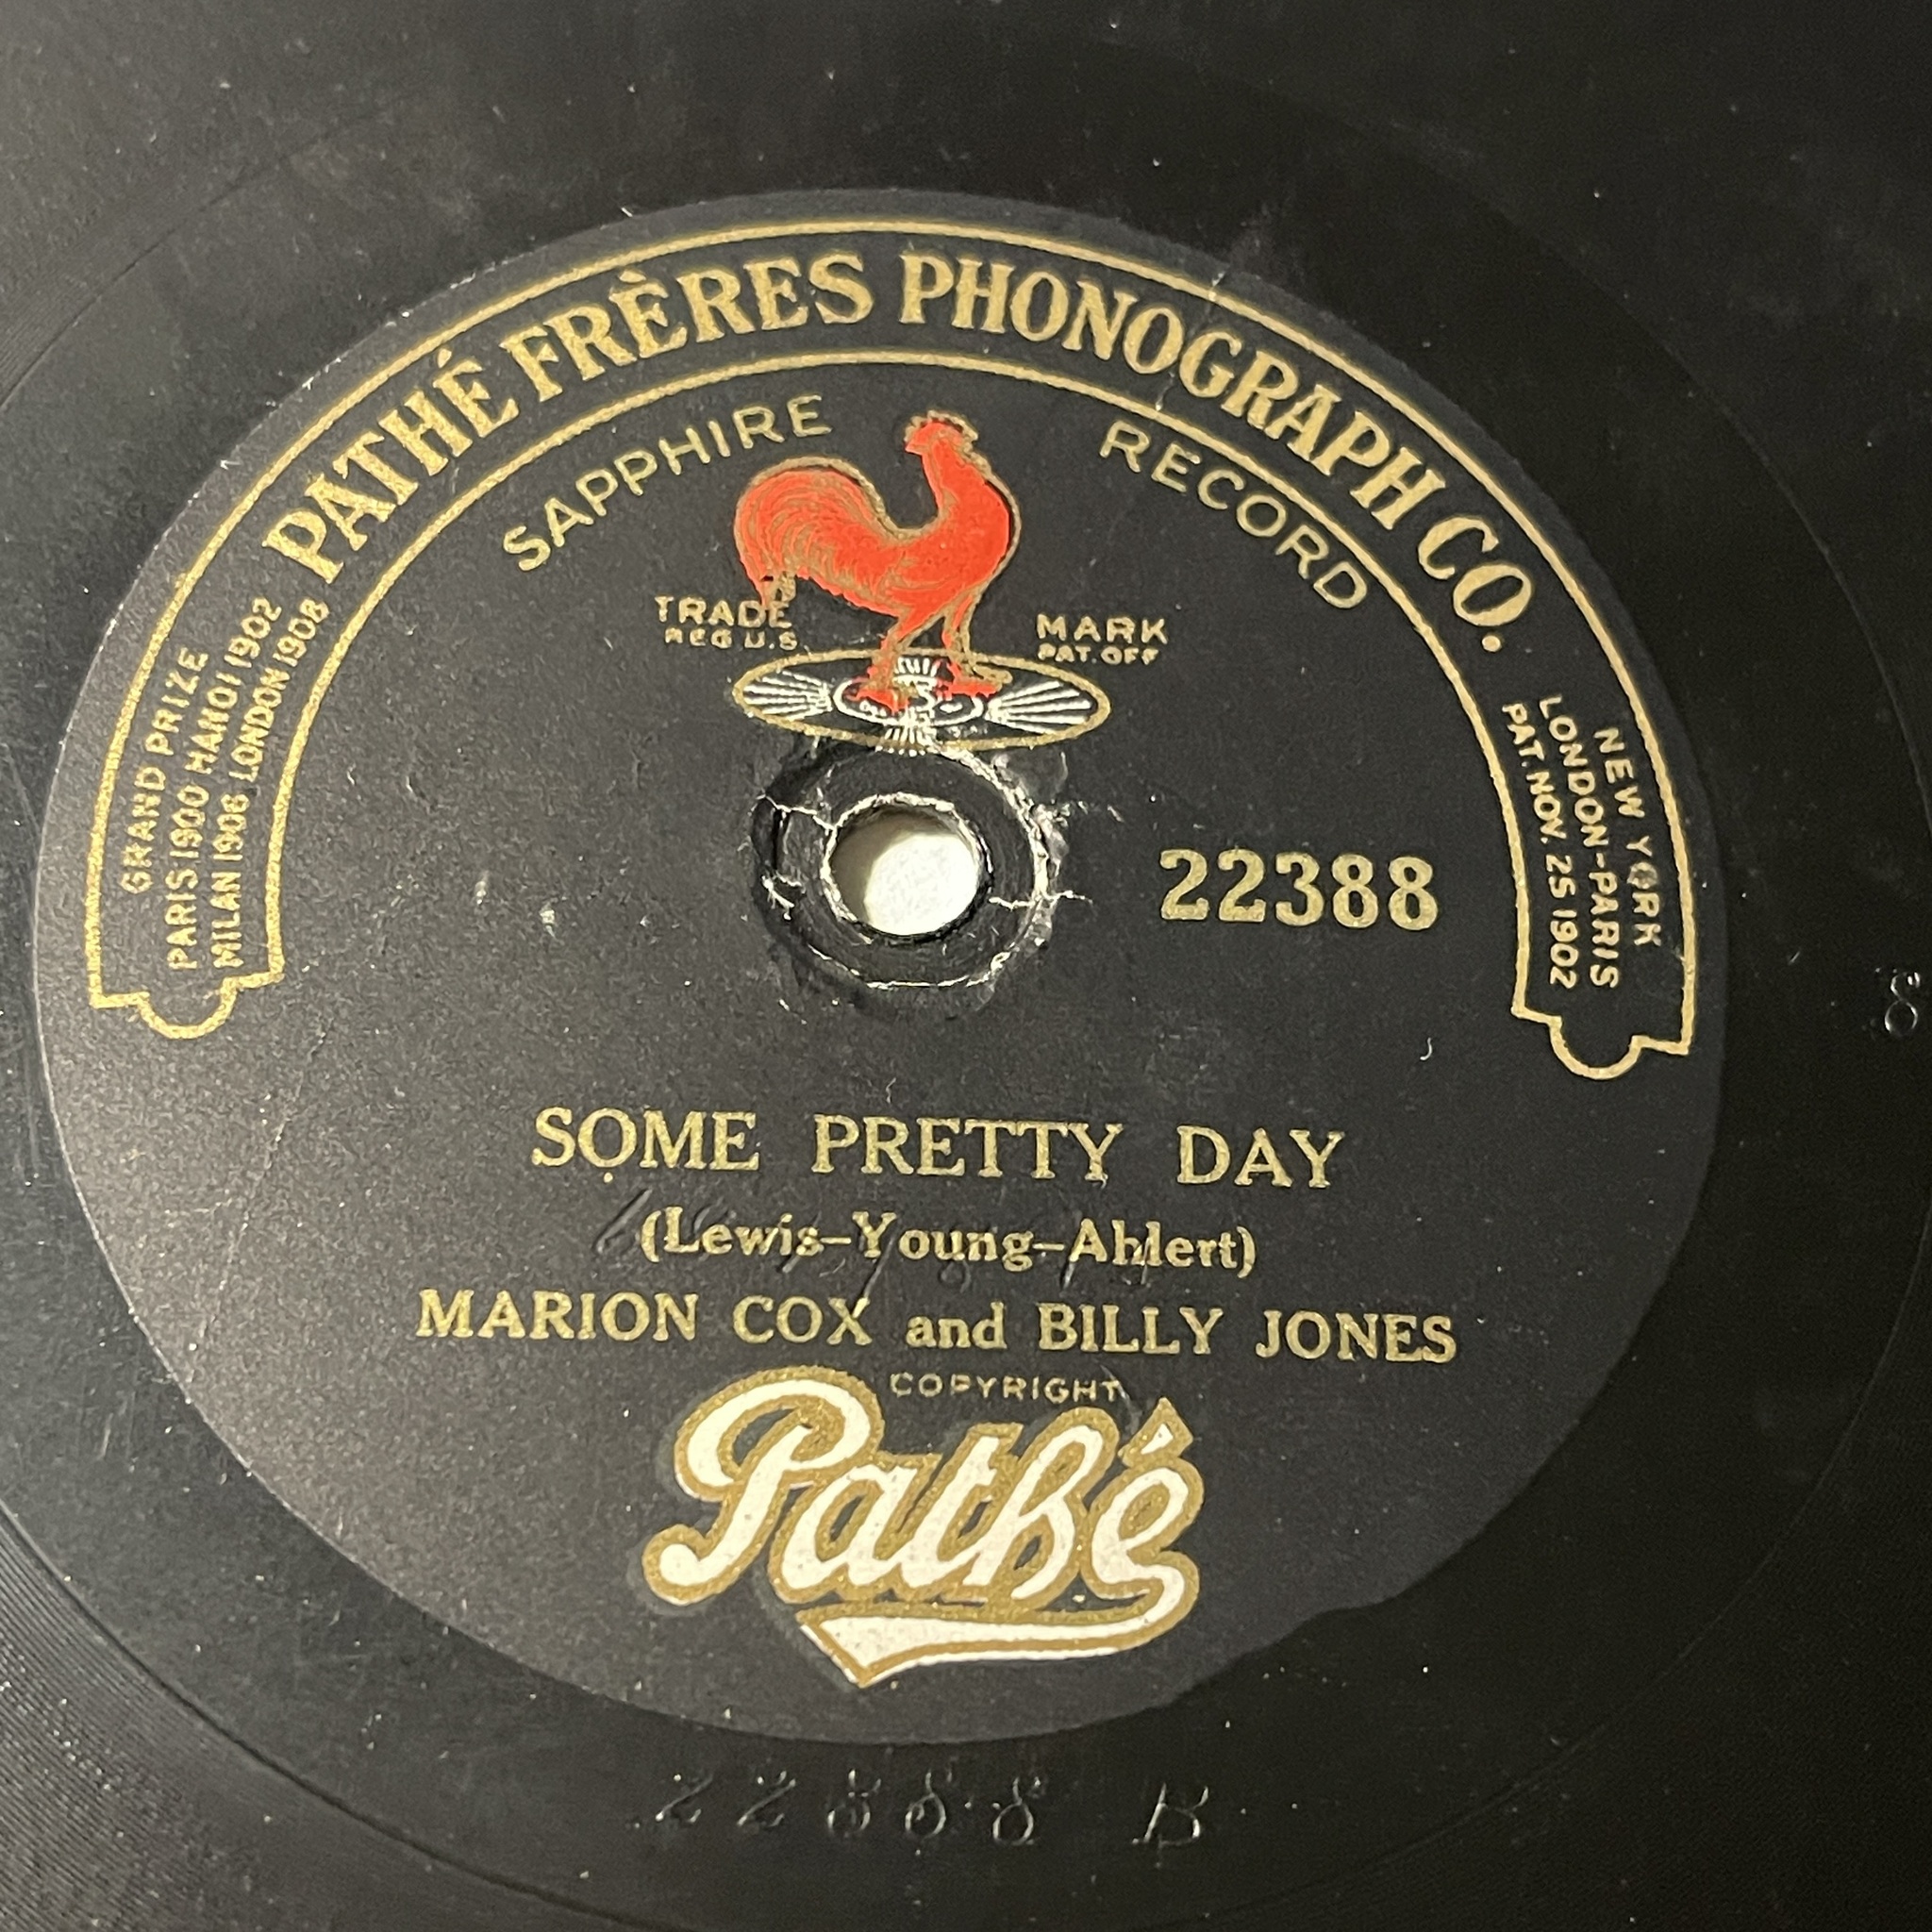 PATHÉ FRÈRES PHONOGRAPH CO.
GRAND PRIZE
PARIS 1900 HANOI 1902
MILAN 1906 LONDON 1908
NEW YORK
LONDON-PARIS
PAT. NOV. 25 1902
SAPPHIRE RECORD
TRADE MARK
REG U.S. PAT. OFF
22388
SOME PRETTY DAY
(Lewis-Young-Ahlert)
MARION COX and BILLY JONES
COPYRIGHT
Pathé
22388 B